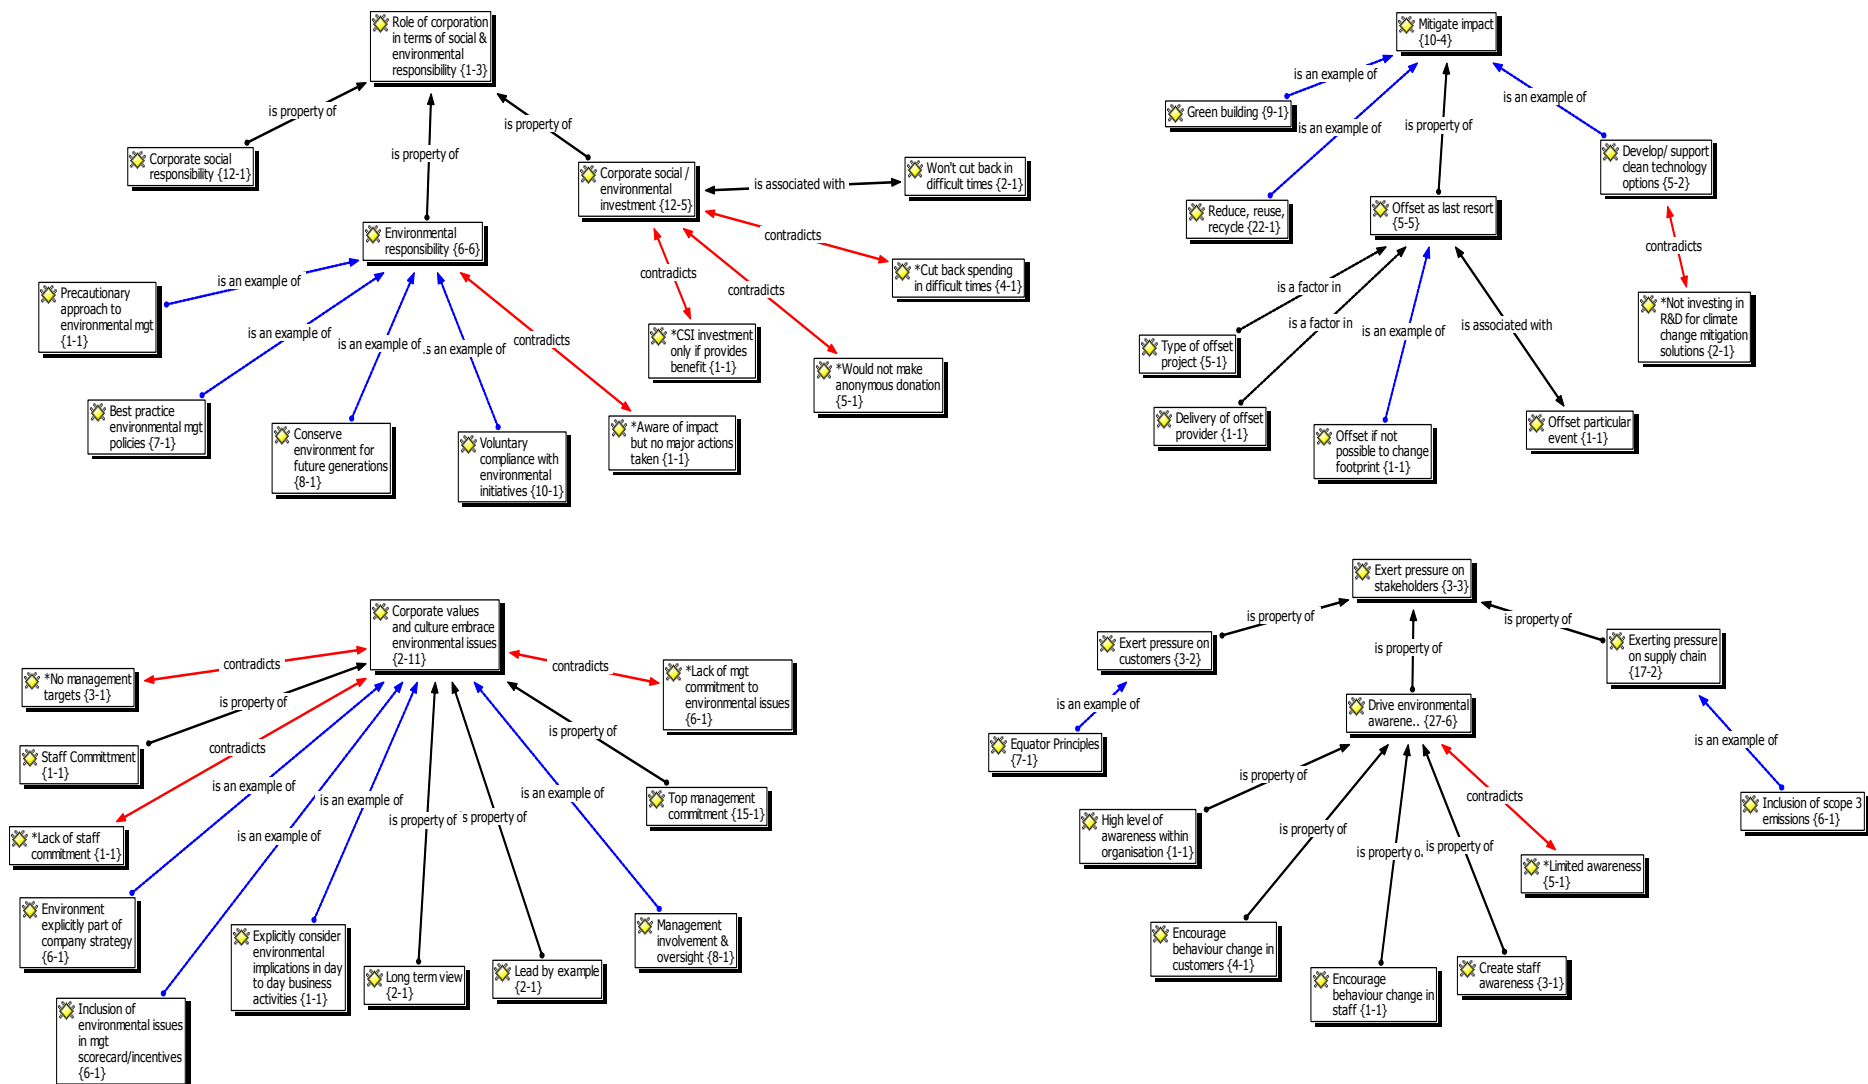 Role of corporation
in terms of social &
environmental
responsibility {1-3}
is property of
is property of
is property of
Corporate social
responsibility {12-1}
Corporate social /
environmental
investment {12-5}
is associated with
Won't cut back in
difficult times {2-1}
contradicts
*Cut back spending
in difficult times {4-1}
contradicts
contradicts
*CSI investment
only if provides
benefit {1-1}
*Would not make
anonymous donation
{5-1}
Environmental
responsibility {6-6}
is an example of
is an example of
is an example of
.s an example of
contradicts
Precautionary
approach to
environmental mgt
{1-1}
Best practice
environmental mgt
policies {7-1}
Conserve
environment for
future generations
{8-1}
Voluntary
compliance with
environmental
initiatives {10-1}
*Aware of impact
but no major actions
taken {1-1}
Mitigate impact
{10-4}
is an example of
is an example of
is property of
is an example of
Green building {9-1}
Reduce, reuse,
recycle {22-1}
Offset as last resort
{5-5}
Develop/ support
clean technology
options {5-2}
contradicts
*Not investing in
R&D for climate
change mitigation
solutions {2-1}
is a factor in
is a factor in
is an example of
is associated with
Type of offset
project {5-1}
Delivery of offset
provider {1-1}
Offset if not
possible to change
footprint {1-1}
Offset particular
event {1-1}
Corporate values
and culture embrace
environmental issues
{2-11}
contradicts
contradicts
*No management
targets {3-1}
*Lack of mgt
commitment to
environmental issues
{6-1}
is property of
is property of
Staff Committment
{1-1}
contradicts
*Lack of staff
commitment {1-1}
is an example of
is an example of
is an example of
is property of
s property of
is an example of
Top management
commitment {15-1}
Environment
explicitly part of
company strategy
{6-1}
Inclusion of
environmental issues
in mgt
scorecard/incentives
{6-1}
Explicitly consider
environmental
implications in day
to day business
activities {1-1}
Long term view
{2-1}
Lead by example
{2-1}
Management
involvement &
oversight {8-1}
Exert pressure on
stakeholders {3-3}
is property of
is property of
is property of
Exert pressure on
customers {3-2}
Exerting pressure
on supply chain
{17-2}
is an example of
Equator Principles
{7-1}
Drive environmental
awarene.. {27-6}
is an example of
Inclusion of scope 3
emissions {6-1}
is property of
is property of
is property o.
is property of
contradicts
High level of
awareness within
organisation {1-1}
*Limited awareness
{5-1}
Encourage
behaviour change in
customers {4-1}
Encourage
behaviour change in
staff {1-1}
Create staff
awareness {3-1}